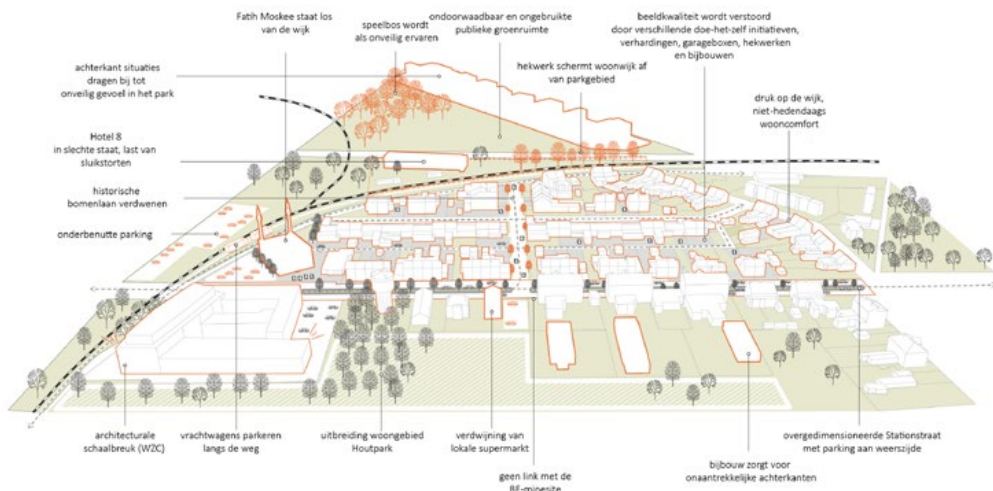 Fatih Moskee staat los
van de wijk
speelbos wordt
als onveilig ervaren
ondoorwaadbaar en ongebruikte
publieke groenruimte
beeldkwaliteit wordt verstoord
door verschillende doe-het-zelf initiatieven,
verhardingen, garageboxen, hekwerken
en bijbouwen
hekwerk schermt woonwijk af
van parkgebied
achterkant situaties
dragen bij tot
onveilig gevoel in het park
druk op de wijk,
niet-hedendaags
wooncomfort
Hotel 8
in slechte staat, last van
sluikstorten
historische
bomenlaan verdwenen
onderbenutte parking
architecturale
schaalbreuk (WZC)
vrachtwagens parkeren
langs de weg
uitbreiding woongebied
Houtpark
verdwijning van
lokale supermarkt
geen link met de
BE-minesite
bijbouw zorgt voor
onaantrekkelijke achterkanten
overgedimensioneerde Stationstraat
met parking aan weerszijde